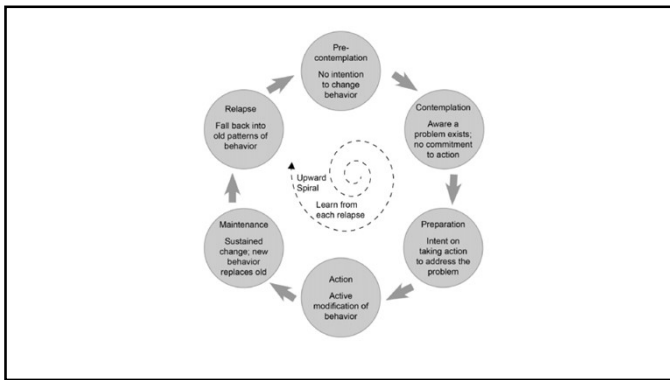 Pre-
contemplation
No intention
to change
behavior
Contemplation
Aware a
problem exists;
no commitment
to action
Preparation
Intent on
taking action
to address the
problem
Action
Active
modification of
behavior
Maintenance
Sustained
change; new
behavior
replaces old
Relapse
Fall back into
old patterns of
behavior
Upward
Spiral
Learn from
each relapse